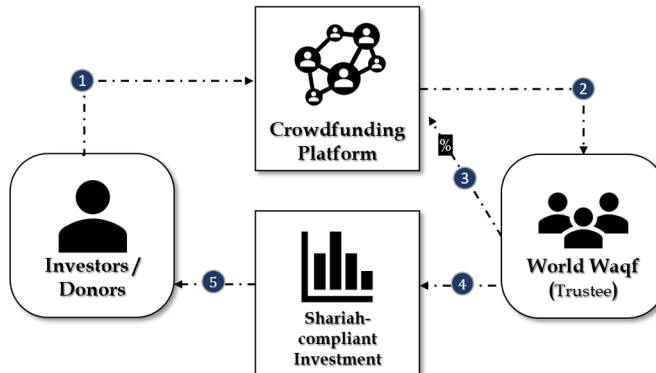 1
2
Crowdfunding
Platform
%
3
Investors /
Donors
World Waqf
(Trustee)
5
4
Shariah-
compliant
Investment